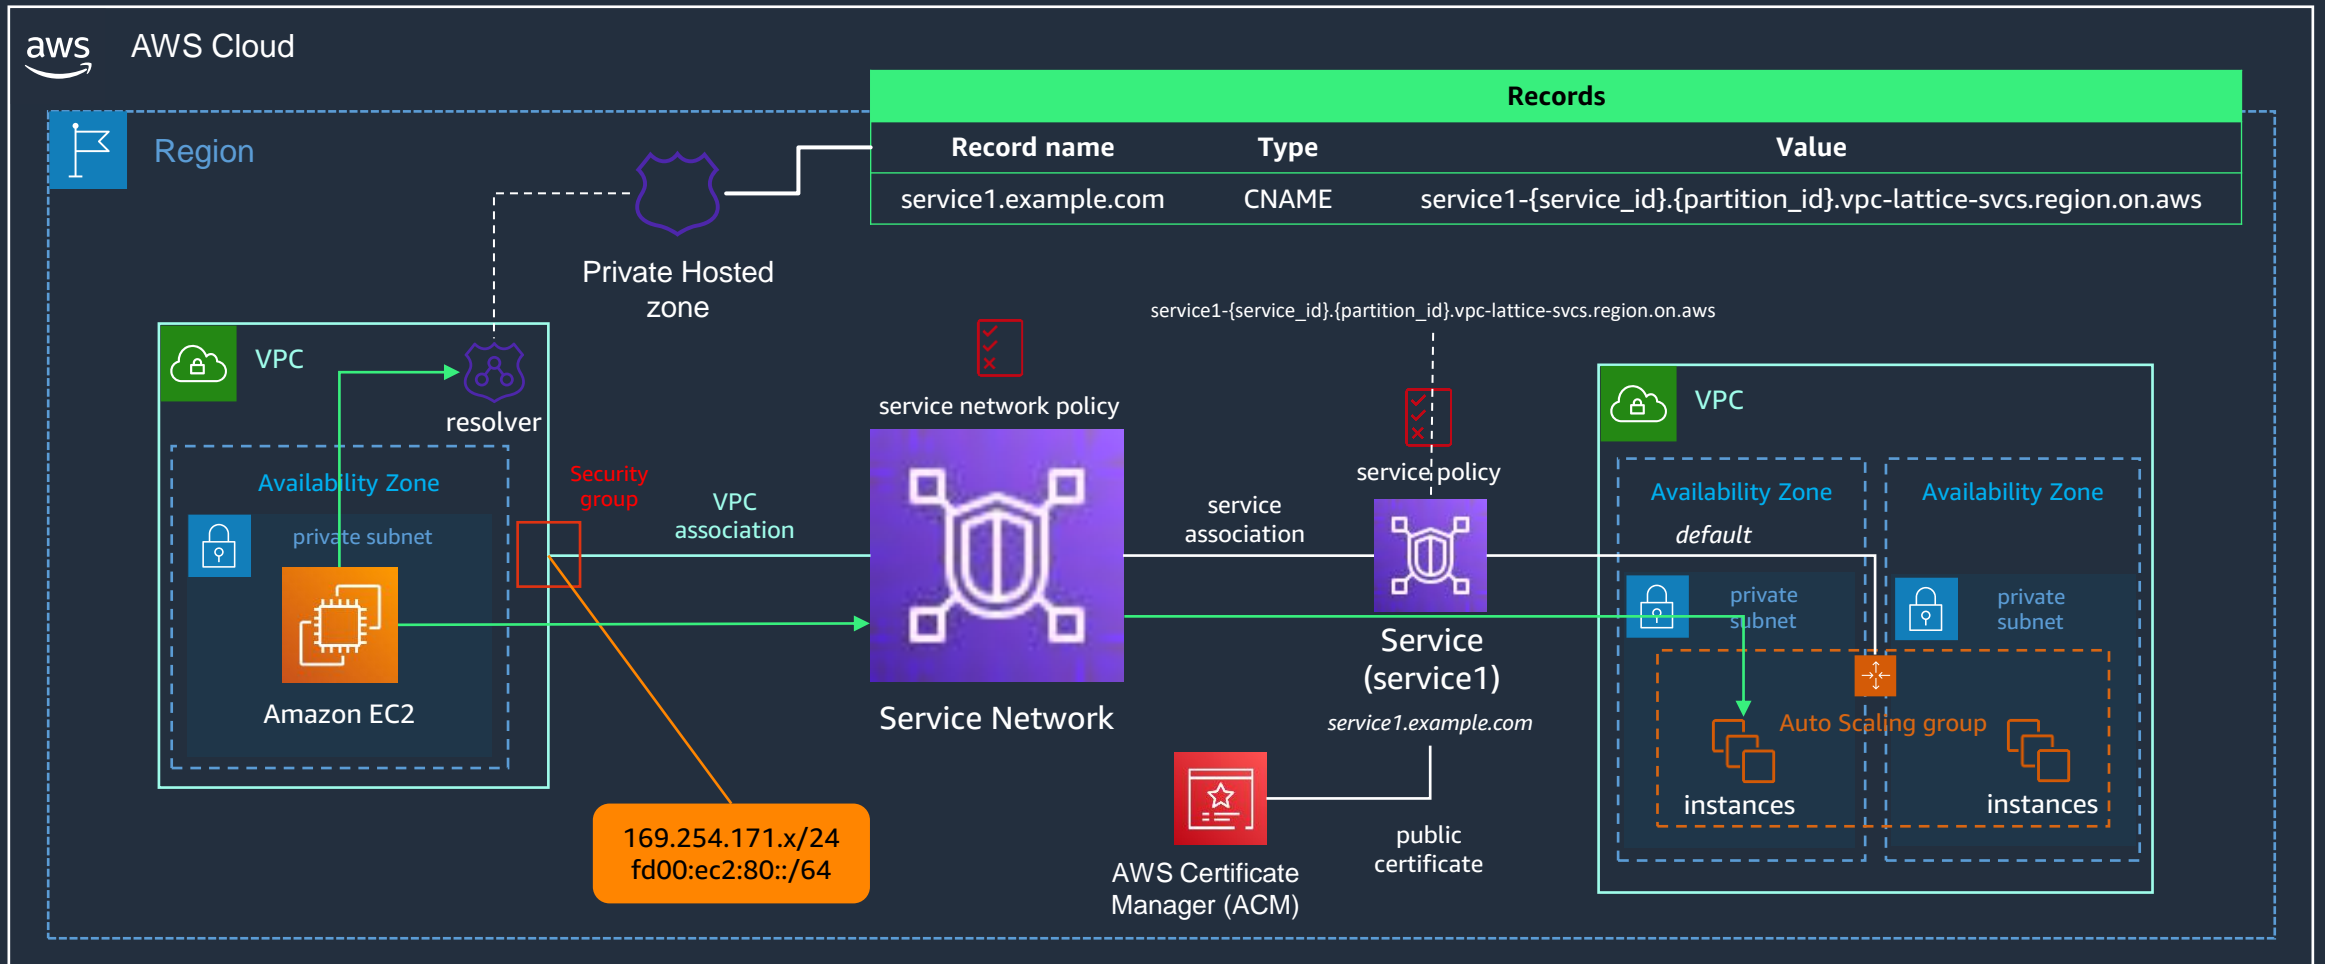 aws
AWS Cloud
Records
Region
Record name Type Value
service1.example.com CNAME service1-{service_id}.{partition_id}.vpc-lattice-svcs.region.on.aws
Private Hosted
zone
service1-{service_id}.{partition_id}.vpc-lattice-svcs.region.on.aws
VPC
resolver
Availability Zone
private subnet
Amazon EC2
Security
group
VPC
association
169.254.171.x/24
fd00:ec2:80::/64
service network policy
Service Network
service
association
service policy
Service
(service1)
service1.example.com
AWS Certificate
Manager (ACM)
public
certificate
VPC
Availability Zone
Availability Zone
default
private
subnet
private
subnet
Auto Scaling group
instances
instances